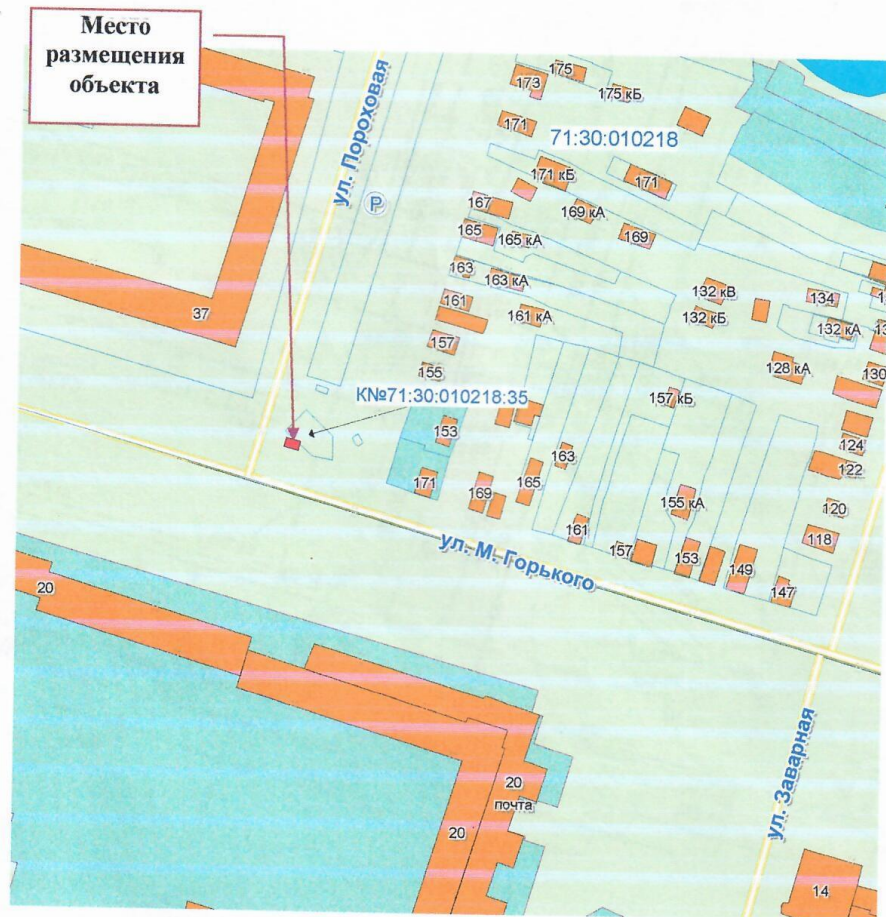 Место
размещения
объекта
ул. Пороховая
P
175
173
175 кБ
171
71:30:010218
171 кБ
171
167
169 кА
165
165 кА
169
163
163 кА
132 кВ
134
161
161 кА
132 кБ
132 кА
37
157
128 кА
155
130
К№71:30:010218:35
157 кБ
153
124
163
122
171
169
165
155 кА
120
161
118
ул. М. Горького
157
153
149
147
20
20
почта
20
ул. Заварная
14